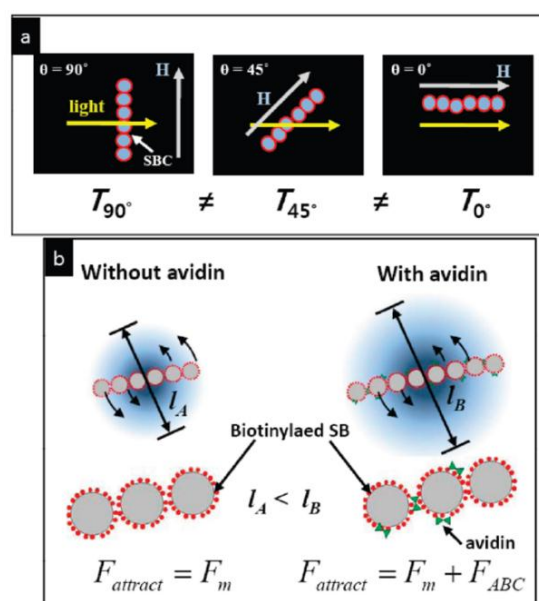 a
θ = 90° H
light
SBC
θ = 45°
H
θ = 0° H
T90° ≠ T45° ≠ T0°
b
Without avidin With avidin
lA
lB
Biotinylaed SB
lA < lB
avidin
Fattract = Fm
Fattract = Fm + FABC